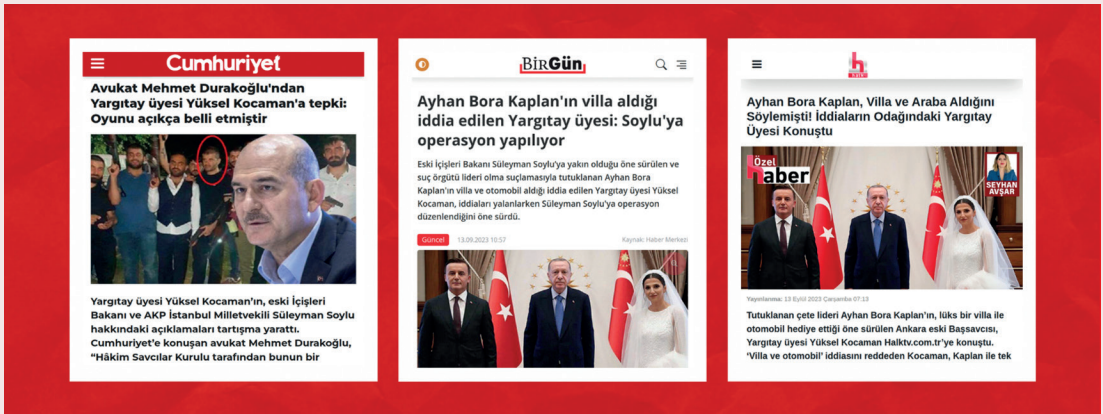 Cumhuriyet
Avukat Mehmet Durakoğlu'ndan
Yargıtay üyesi Yüksel Kocaman'a tepki:
Oyunu açıkça belli etmiştir
Yargıtay üyesi Yüksel Kocaman'ın, eski İçişleri
Bakanı ve AKP İstanbul Milletvekili Süleyman Soylu
hakkındaki açıklamaları tartışma yarattı.
Cumhuriyet'e konuşan avukat Mehmet Durakoğlu,
"Hâkim Savcılar Kurulu tarafından bunun bir
BirGün
Ayhan Bora Kaplan'ın villa aldığı
iddia edilen Yargıtay üyesi: Soylu'ya
operasyon yapılıyor
Eski İçişleri Bakanı Süleyman Soylu'ya yakın olduğu öne sürülen ve
suç örgütü lideri olma suçlamasıyla tutuklanan Ayhan Bora
Kaplan'ın villa ve otomobil aldığı iddia edilen Yargıtay üyesi Yüksel
Kocaman, iddiaları yalanlarken Süleyman Soylu'ya operasyon
düzenlendiğini öne sürdü.
Güncel 13.09.2023 10:57 Kaynak: Haber Merkezi
h
halk
Ayhan Bora Kaplan, Villa ve Araba Aldığını
Söylemişti! İddiaların Odağındaki Yargıtay
Üyesi Konuştu
Özel
haber
SEYHAN
AVŞAR
Yayınlanma: 13 Eylül 2023 Çarşamba 07:13
Tutuklanan çete lideri Ayhan Bora Kaplan'ın, lüks bir villa ile
otomobil hediye ettiği öne sürülen Ankara eski Başsavcısı,
Yargıtay üyesi Yüksel Kocaman Halktv.com.tr'ye konuştu.
'Villa ve otomobil' iddiasını reddeden Kocaman, Kaplan ile tek